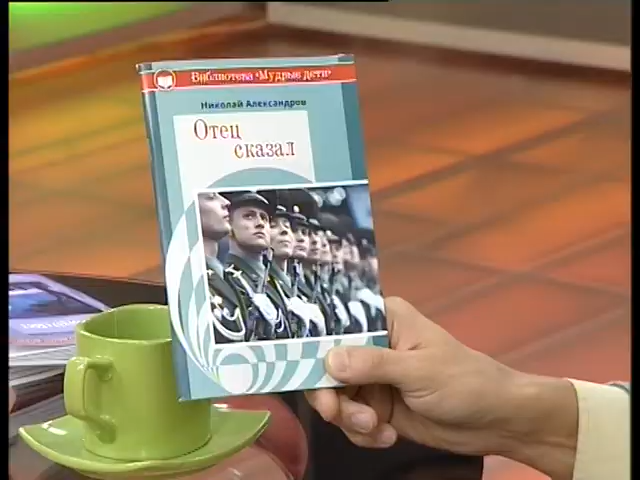 Библиотека «Мудрые дети»
Николай Александров
Отец
сказал